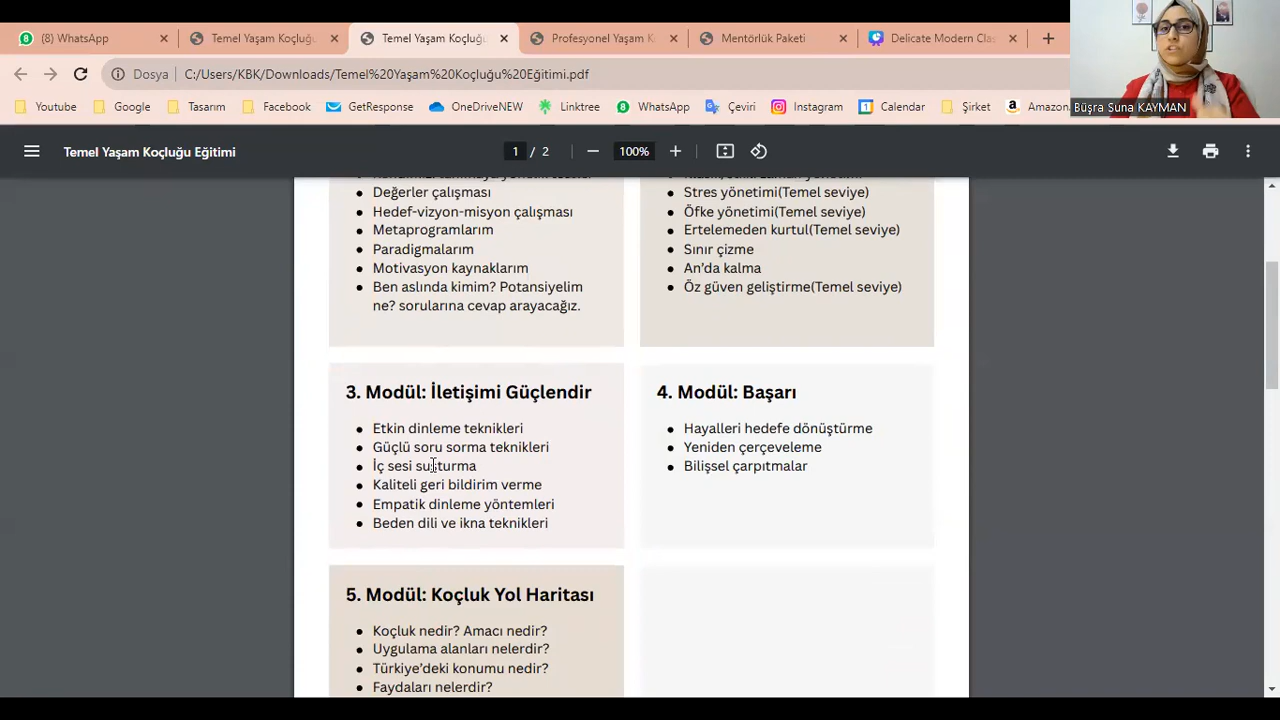 (8) WhatsApp
Temel Yaşam Koçluğu
Temel Yaşam Koçluğu
Profesyonel Yaşam K
Mentörlük Paketi
Delicate Modern Clas
Dosya
C:/Users/KBK/Downloads/Temel%20Yaşam%20Koçluğu%20Eğitimi.pdf
Youtube
Google
Tasarım
Facebook
GetResponse
OneDriveNEW
Linktree
WhatsApp
Çeviri
Instagram
Calendar
Şirket
Amazon
Büşra Suna KAYMAN
Temel Yaşam Koçluğu Eğitimi
1 / 2
100%
Değerler çalışması
Hedef-vizyon-misyon çalışması
Metaprogramlarım
Paradigmalarım
Motivasyon kaynaklarım
Ben aslında kimim? Potansiyelim
ne? sorularına cevap arayacağız.
Stres yönetimi(Temel seviye)
Öfke yönetimi(Temel seviye)
Ertelemeden kurtul(Temel seviye)
Sınır çizme
An’da kalma
Öz güven geliştirme(Temel seviye)
3. Modül: İletişimi Güçlendir
Etkin dinleme teknikleri
Güçlü soru sorma teknikleri
İç sesi susturma
Kaliteli geri bildirim verme
Empatik dinleme yöntemleri
Beden dili ve ikna teknikleri
4. Modül: Başarı
Hayalleri hedefe dönüştürme
Yeniden çerçeveleme
Bilişsel çarpıtmalar
5. Modül: Koçluk Yol Haritası
Koçluk nedir? Amacı nedir?
Uygulama alanları nelerdir?
Türkiye’deki konumu nedir?
Faydaları nelerdir?